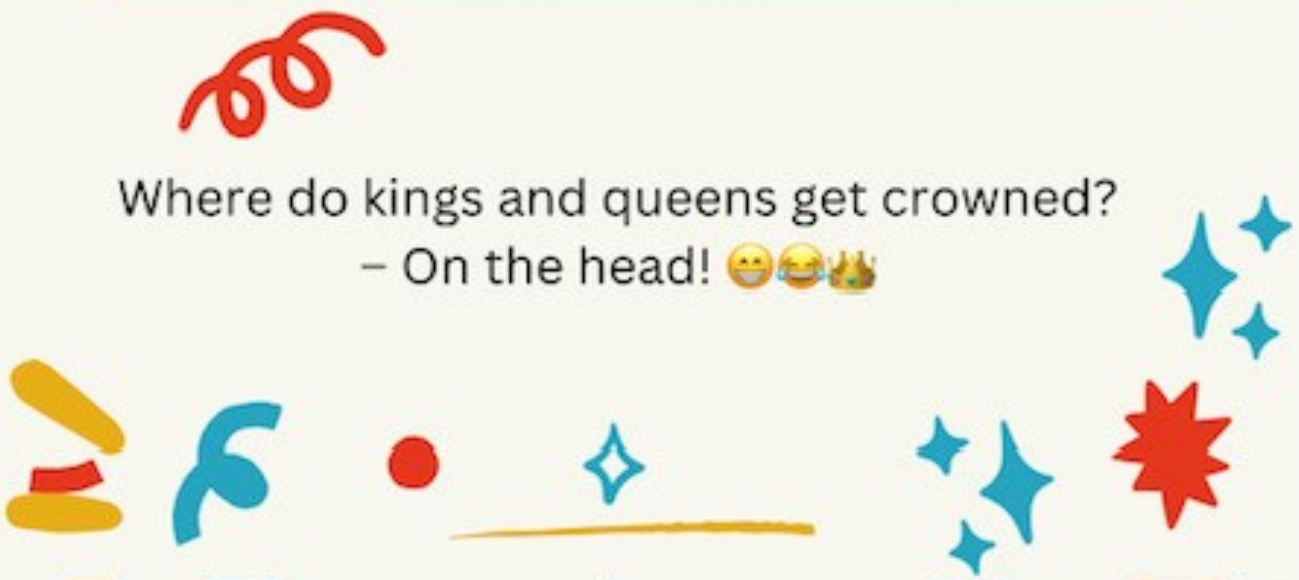 Where do kings and queens get crowned?
– On the head! 😁😂👑